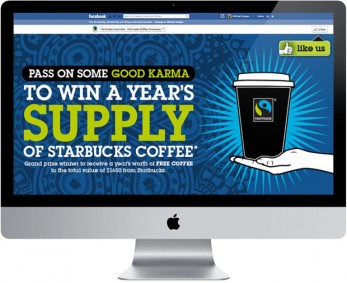 facebook
like us
PASS ON SOME GOOD KARMA
TO WIN A YEAR'S
SUPPLY
OF STARBUCKS COFFEE*
Grand prize winner to receive a year's worth of FREE COFFEE
to the total value of $1650 from Starbucks.
FAIRTRADE